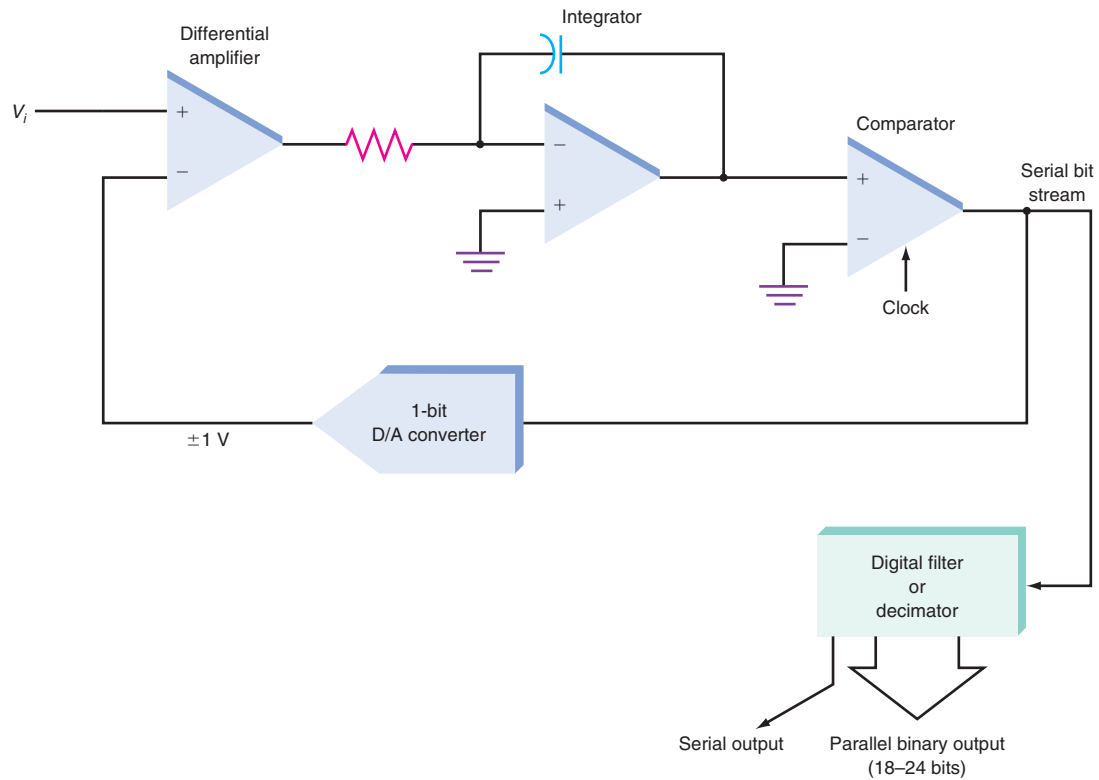 Integrator
Differential
amplifier
V_i
+
−
−
+
Comparator
+
−
Serial bit
stream
Clock
1-bit
D/A converter
±1 V
Digital filter
or
decimator
Serial output
Parallel binary output
(18–24 bits)